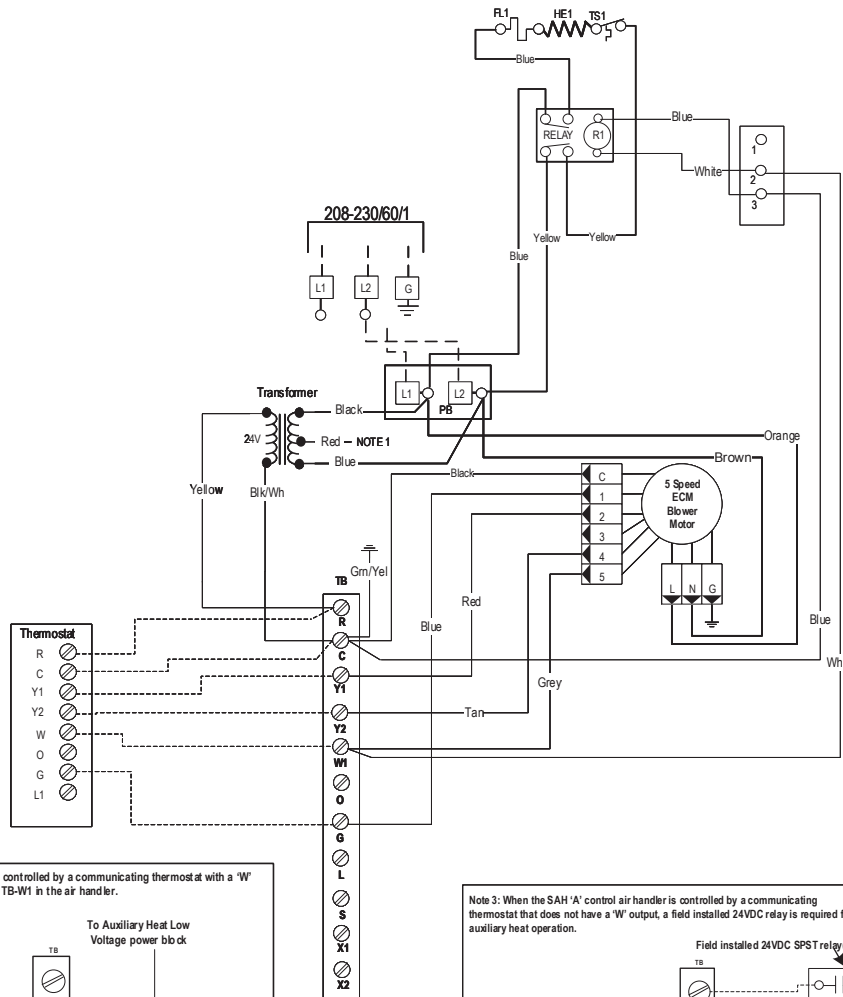 FL1
HE1
TS1
Blue
RELAY
R1
Blue
White
1
2
3
208-230/60/1
L1
L2
G
Blue
Yellow
Yellow
L1
L2
PB
Transformer
24V
Black
Red – NOTE 1
Blue
Orange
Brown
Yellow
Blk/Wh
Black
C
1
2
3
4
5
5 Speed
ECM
Blower
Motor
L
N
G
Grn/Yel
TB
R
C
Y1
Y2
W1
O
G
L
S
X1
X2
Red
Blue
Grey
Tan
Blue
Wh
Thermostat
R
C
Y1
Y2
W
O
G
L1
controlled by a communicating thermostat with a 'W'
TB-W1 in the air handler.
To Auxiliary Heat Low
Voltage power block
TB
Note 3: When the SAH 'A' control air handler is controlled by a communicating
thermostat that does not have a 'W' output, a field installed 24VDC relay is required
auxiliary heat operation.
Field installed 24VDC SPST relay
TB